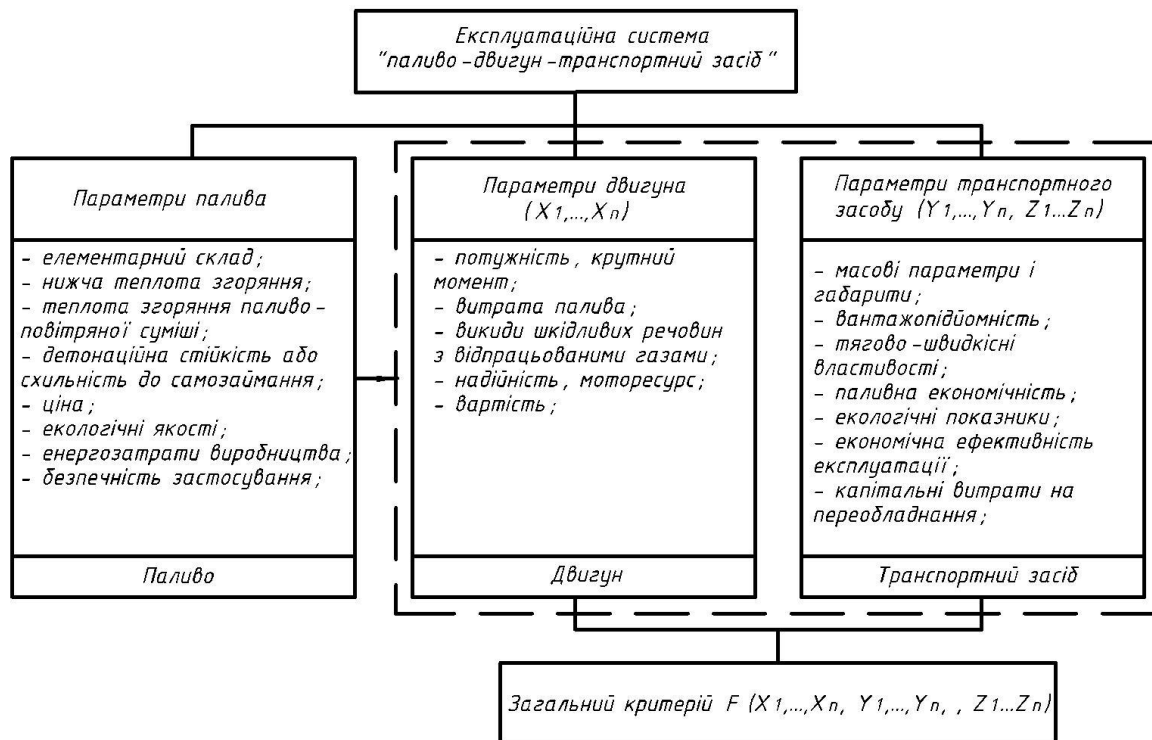 Експлуатаційна система
"паливо-двигун-транспортний засіб"
Параметри палива
- елементарний склад;
- нижча теплота згоряння;
- теплота згоряння паливо-
повітряної суміші;
- детонаційна стійкість або
схильність до самозаймання;
- ціна;
- екологічні якості;
- енергозатрати виробництва;
- безпечність застосування;
Паливо
Параметри двигуна
(X1,...,Xn)
- потужність, крутний
момент;
- витрата палива;
- викиди шкідливих речовин
з відпрацьованими газами;
- надійність, моторесурс;
- вартість;
Двигун
Параметри транспортного
засобу (Y1,...,Yn, Z1...Zn)
- масові параметри і
габарити;
- вантажопідйомність;
- тягово-швидкісні
властивості;
- паливна економічність;
- екологічні показники;
- економічна ефективність
експлуатації;
- капітальні витрати на
переобладнання;
Транспортний засіб
Загальний критерій F (X1,...,Xn, Y1,...,Yn, , Z1...Zn)